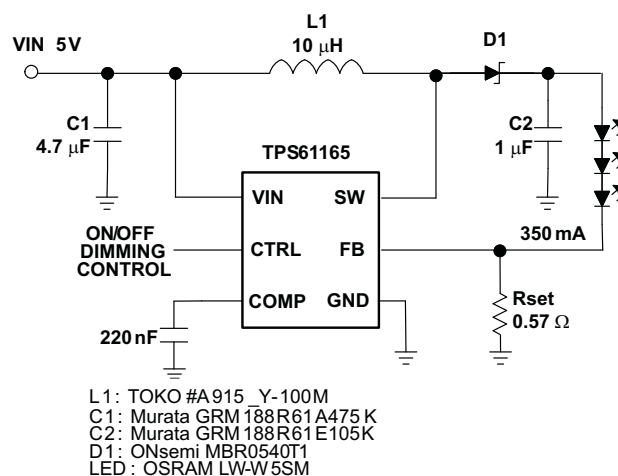 L1
VIN 5V
10 µH
D1
C1
4.7 µF
C2
1 µF
TPS61165
VIN
SW
ON/OFF
DIMMING
CONTROL
CTRL
FB
350 mA
COMP
GND
Rset
0.57 Ω
220 nF
L1: TOKO #A915_Y-100M
C1: Murata GRM188R61A475K
C2: Murata GRM188R61E105K
D1: ONsemi MBR0540T1
LED: OSRAM LW-W5SM